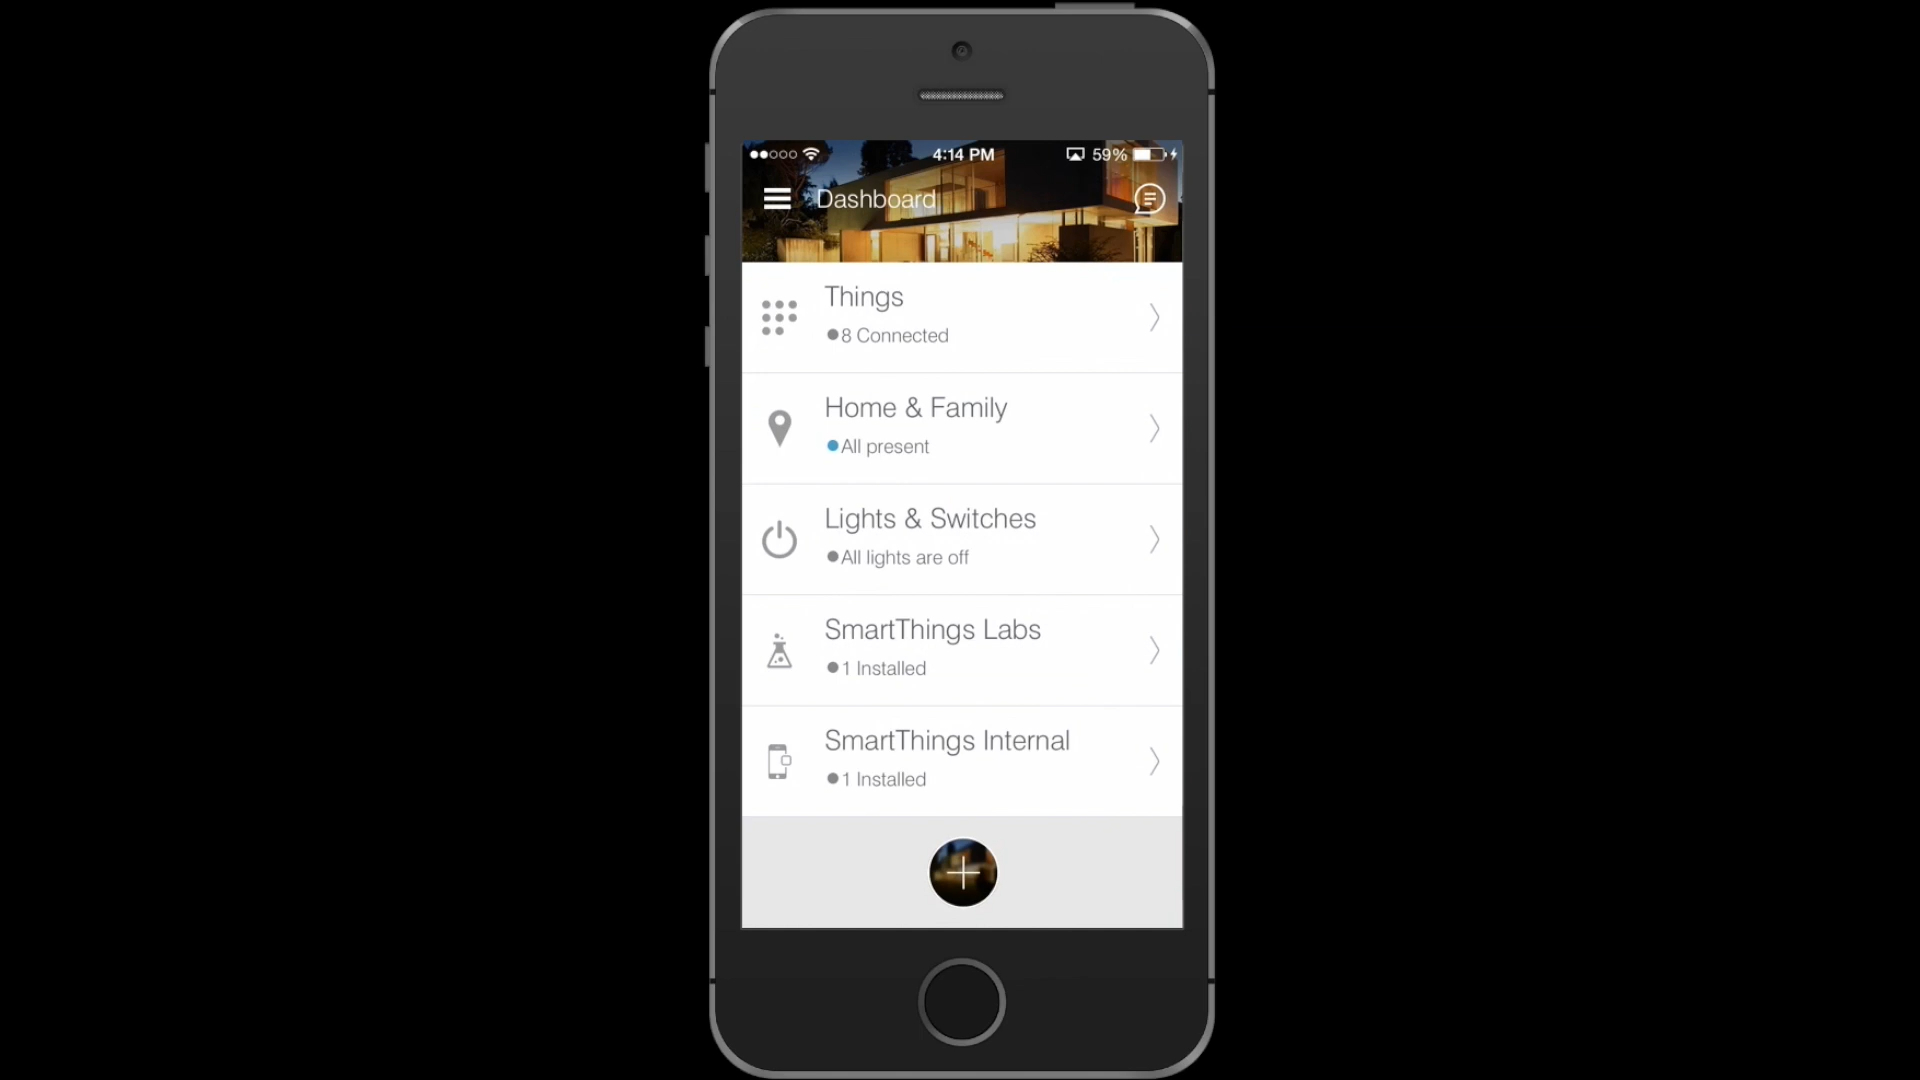 4:14 PM
59%
Dashboard
Things
8 Connected
Home & Family
All present
Lights & Switches
All lights are off
SmartThings Labs
1 Installed
SmartThings Internal
1 Installed